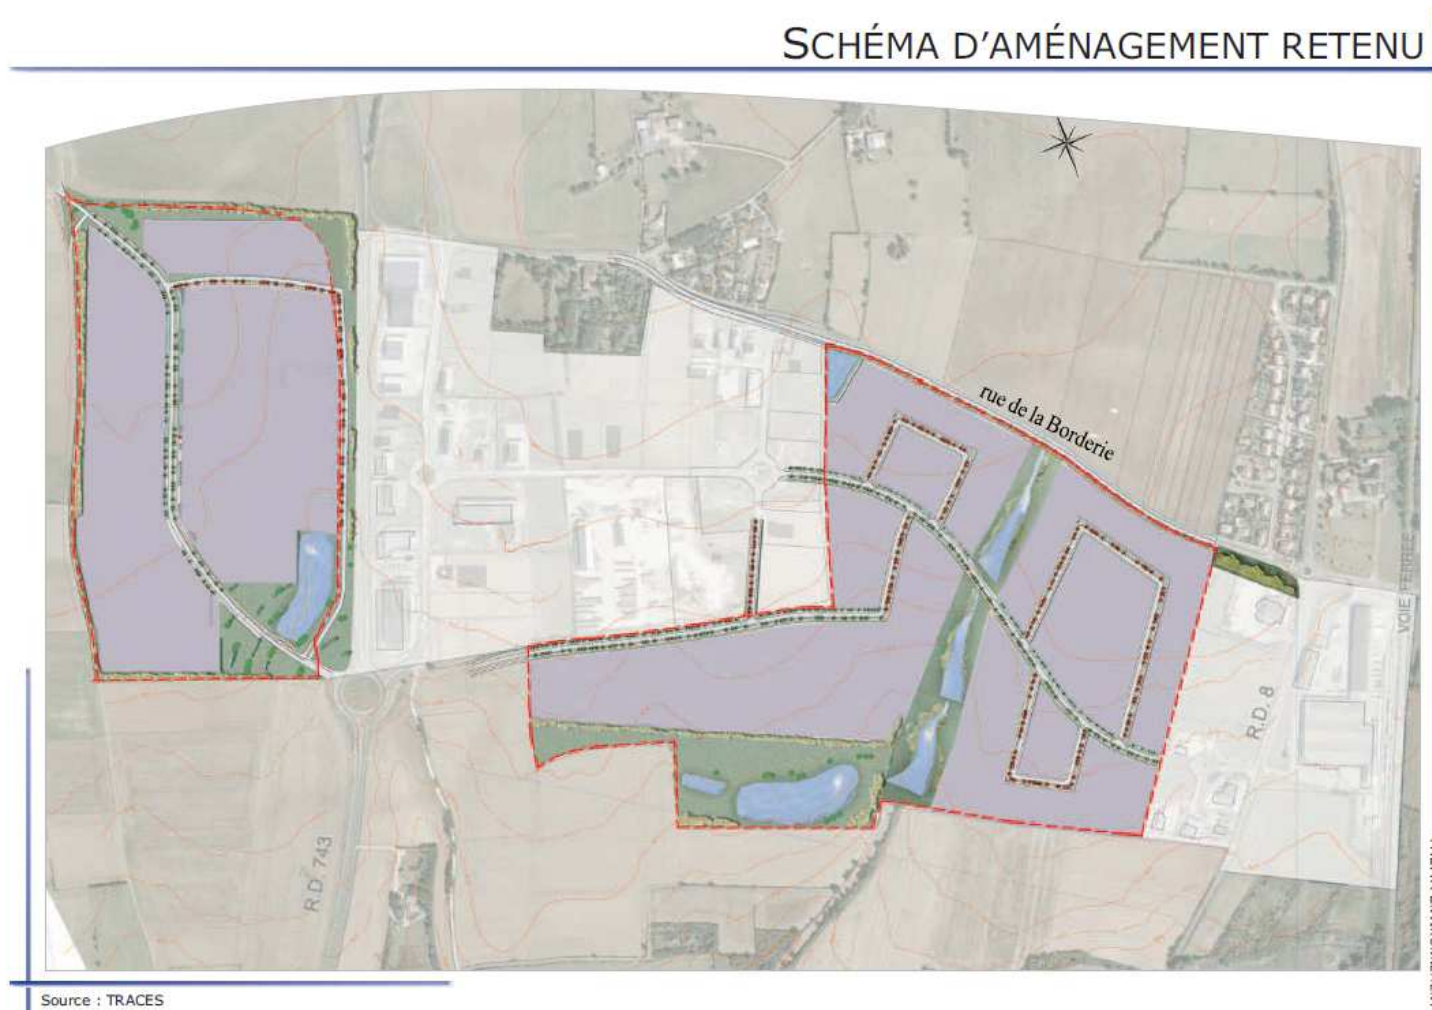 SCHÉMA D'AMÉNAGEMENT RETENU
rue de la Borderie
VOIE FERREE
R.D. 8
R.D 743
Source : TRACES